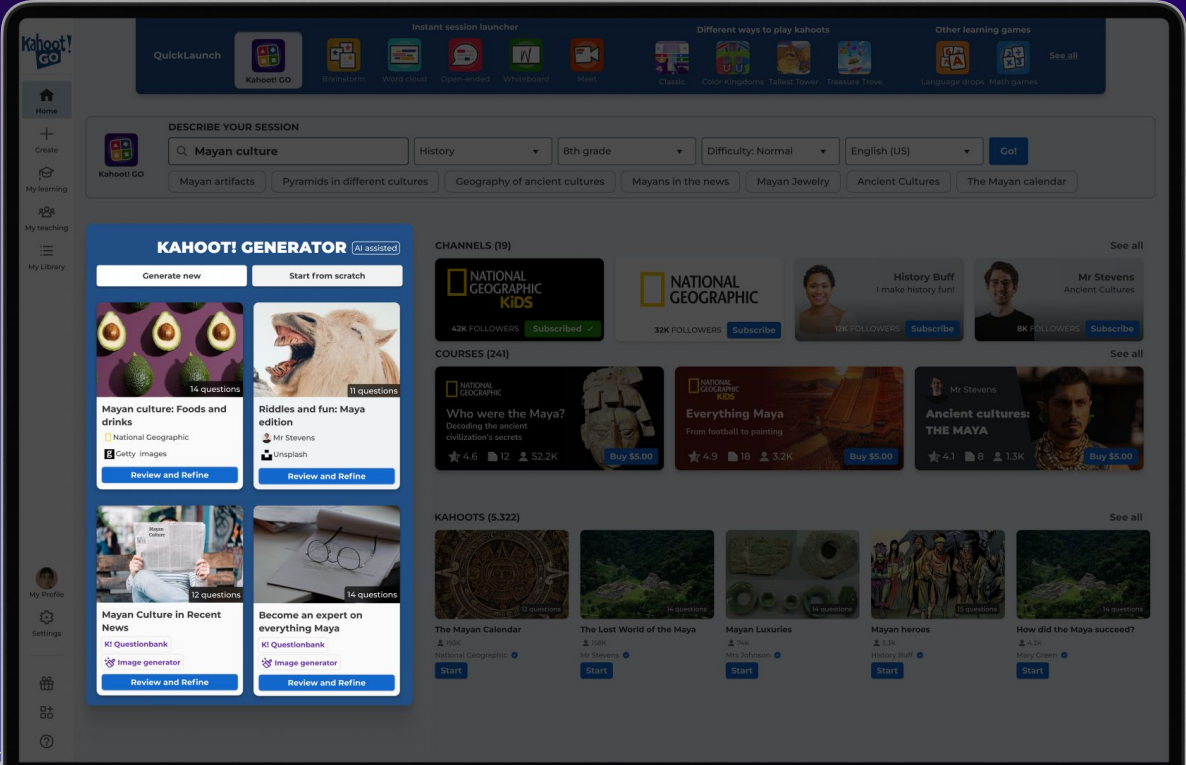 Kahoot!
GO
Home
Create
My learning
My teaching
My Library
My Profile
Settings
QuickLaunch
Instant session launcher
Kahoot! GO
Brainstorm
Word cloud
Open-ended
Whiteboard
Meet
Different ways to play kahoots
Classic
Color Kingdoms
Tallest Tower
Treasure Trove
Other learning games
Language drops
Math games
See all
Kahoot! GO
DESCRIBE YOUR SESSION
Mayan culture
History
8th grade
Difficulty: Normal
English (US)
Go!
Mayan artifacts
Pyramids in different cultures
Geography of ancient cultures
Mayans in the news
Mayan Jewelry
Ancient Cultures
The Mayan calendar
KAHOOT! GENERATOR AI assisted
Generate new
Start from scratch
14 questions
Mayan culture: Foods and
drinks
National Geographic
Getty images
Review and Refine
11 questions
Riddles and fun: Maya
edition
Mr Stevens
Unsplash
Review and Refine
Mayan
Culture
12 questions
Mayan Culture in Recent
News
K! Questionbank
Image generator
Review and Refine
14 questions
Become an expert on
everything Maya
K! Questionbank
Image generator
Review and Refine
CHANNELS (19)
See all
NATIONAL
GEOGRAPHIC
KiDS
42K FOLLOWERS
Subscribed
NATIONAL
GEOGRAPHIC
32K FOLLOWERS
Subscribe
History Buff
I make history fun!
12K FOLLOWERS
Subscribe
Mr Stevens
Ancient Cultures
8K FOLLOWERS
Subscribe
COURSES (241)
See all
NATIONAL
GEOGRAPHIC
Who were the Maya?
Decoding the ancient
civilization's secrets
4.6 12 52.2K
Buy $5.00
NATIONAL
GEOGRAPHIC
KiDS
Everything Maya
From football to painting
4.9 18 3.2K
Buy $5.00
Mr Stevens
Ancient cultures:
THE MAYA
4.1 8 1.3K
Buy $5.00
KAHOOTS (5.322)
See all
12 questions
The Mayan Calendar
National Geographic
Start
14 questions
The Lost World of the Maya
158K
Mr Stevens
Start
14 questions
Mayan Luxuries
Mrs Johnson
Start
15 questions
Mayan heroes
History Buff
Start
14 questions
How did the Maya succeed?
4.2K
Mary Green
Start